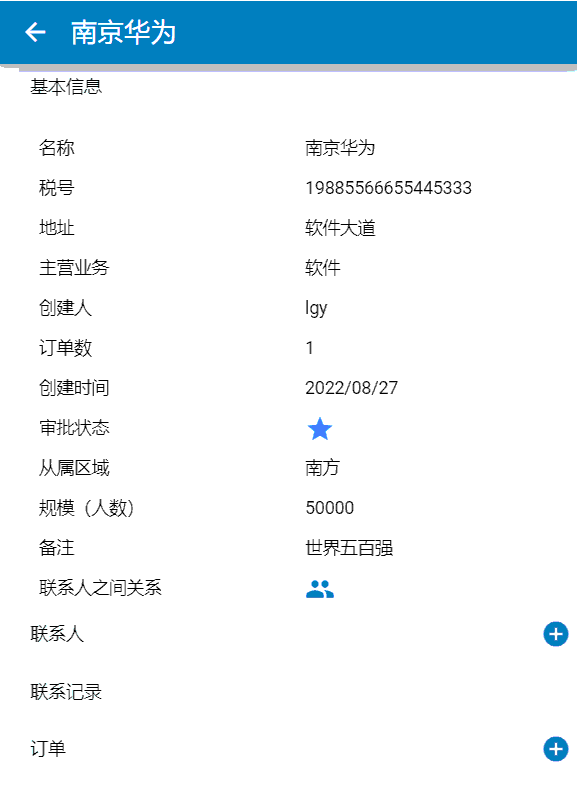 南京华为
基本信息
名称 南京华为
税号 19885566655445333
地址 软件大道
主营业务 软件
创建人 lgy
订单数 1
创建时间 2022/08/27
审批状态
从属区域 南方
规模（人数） 50000
备注 世界五百强
联系人之间关系
联系人
联系记录
订单